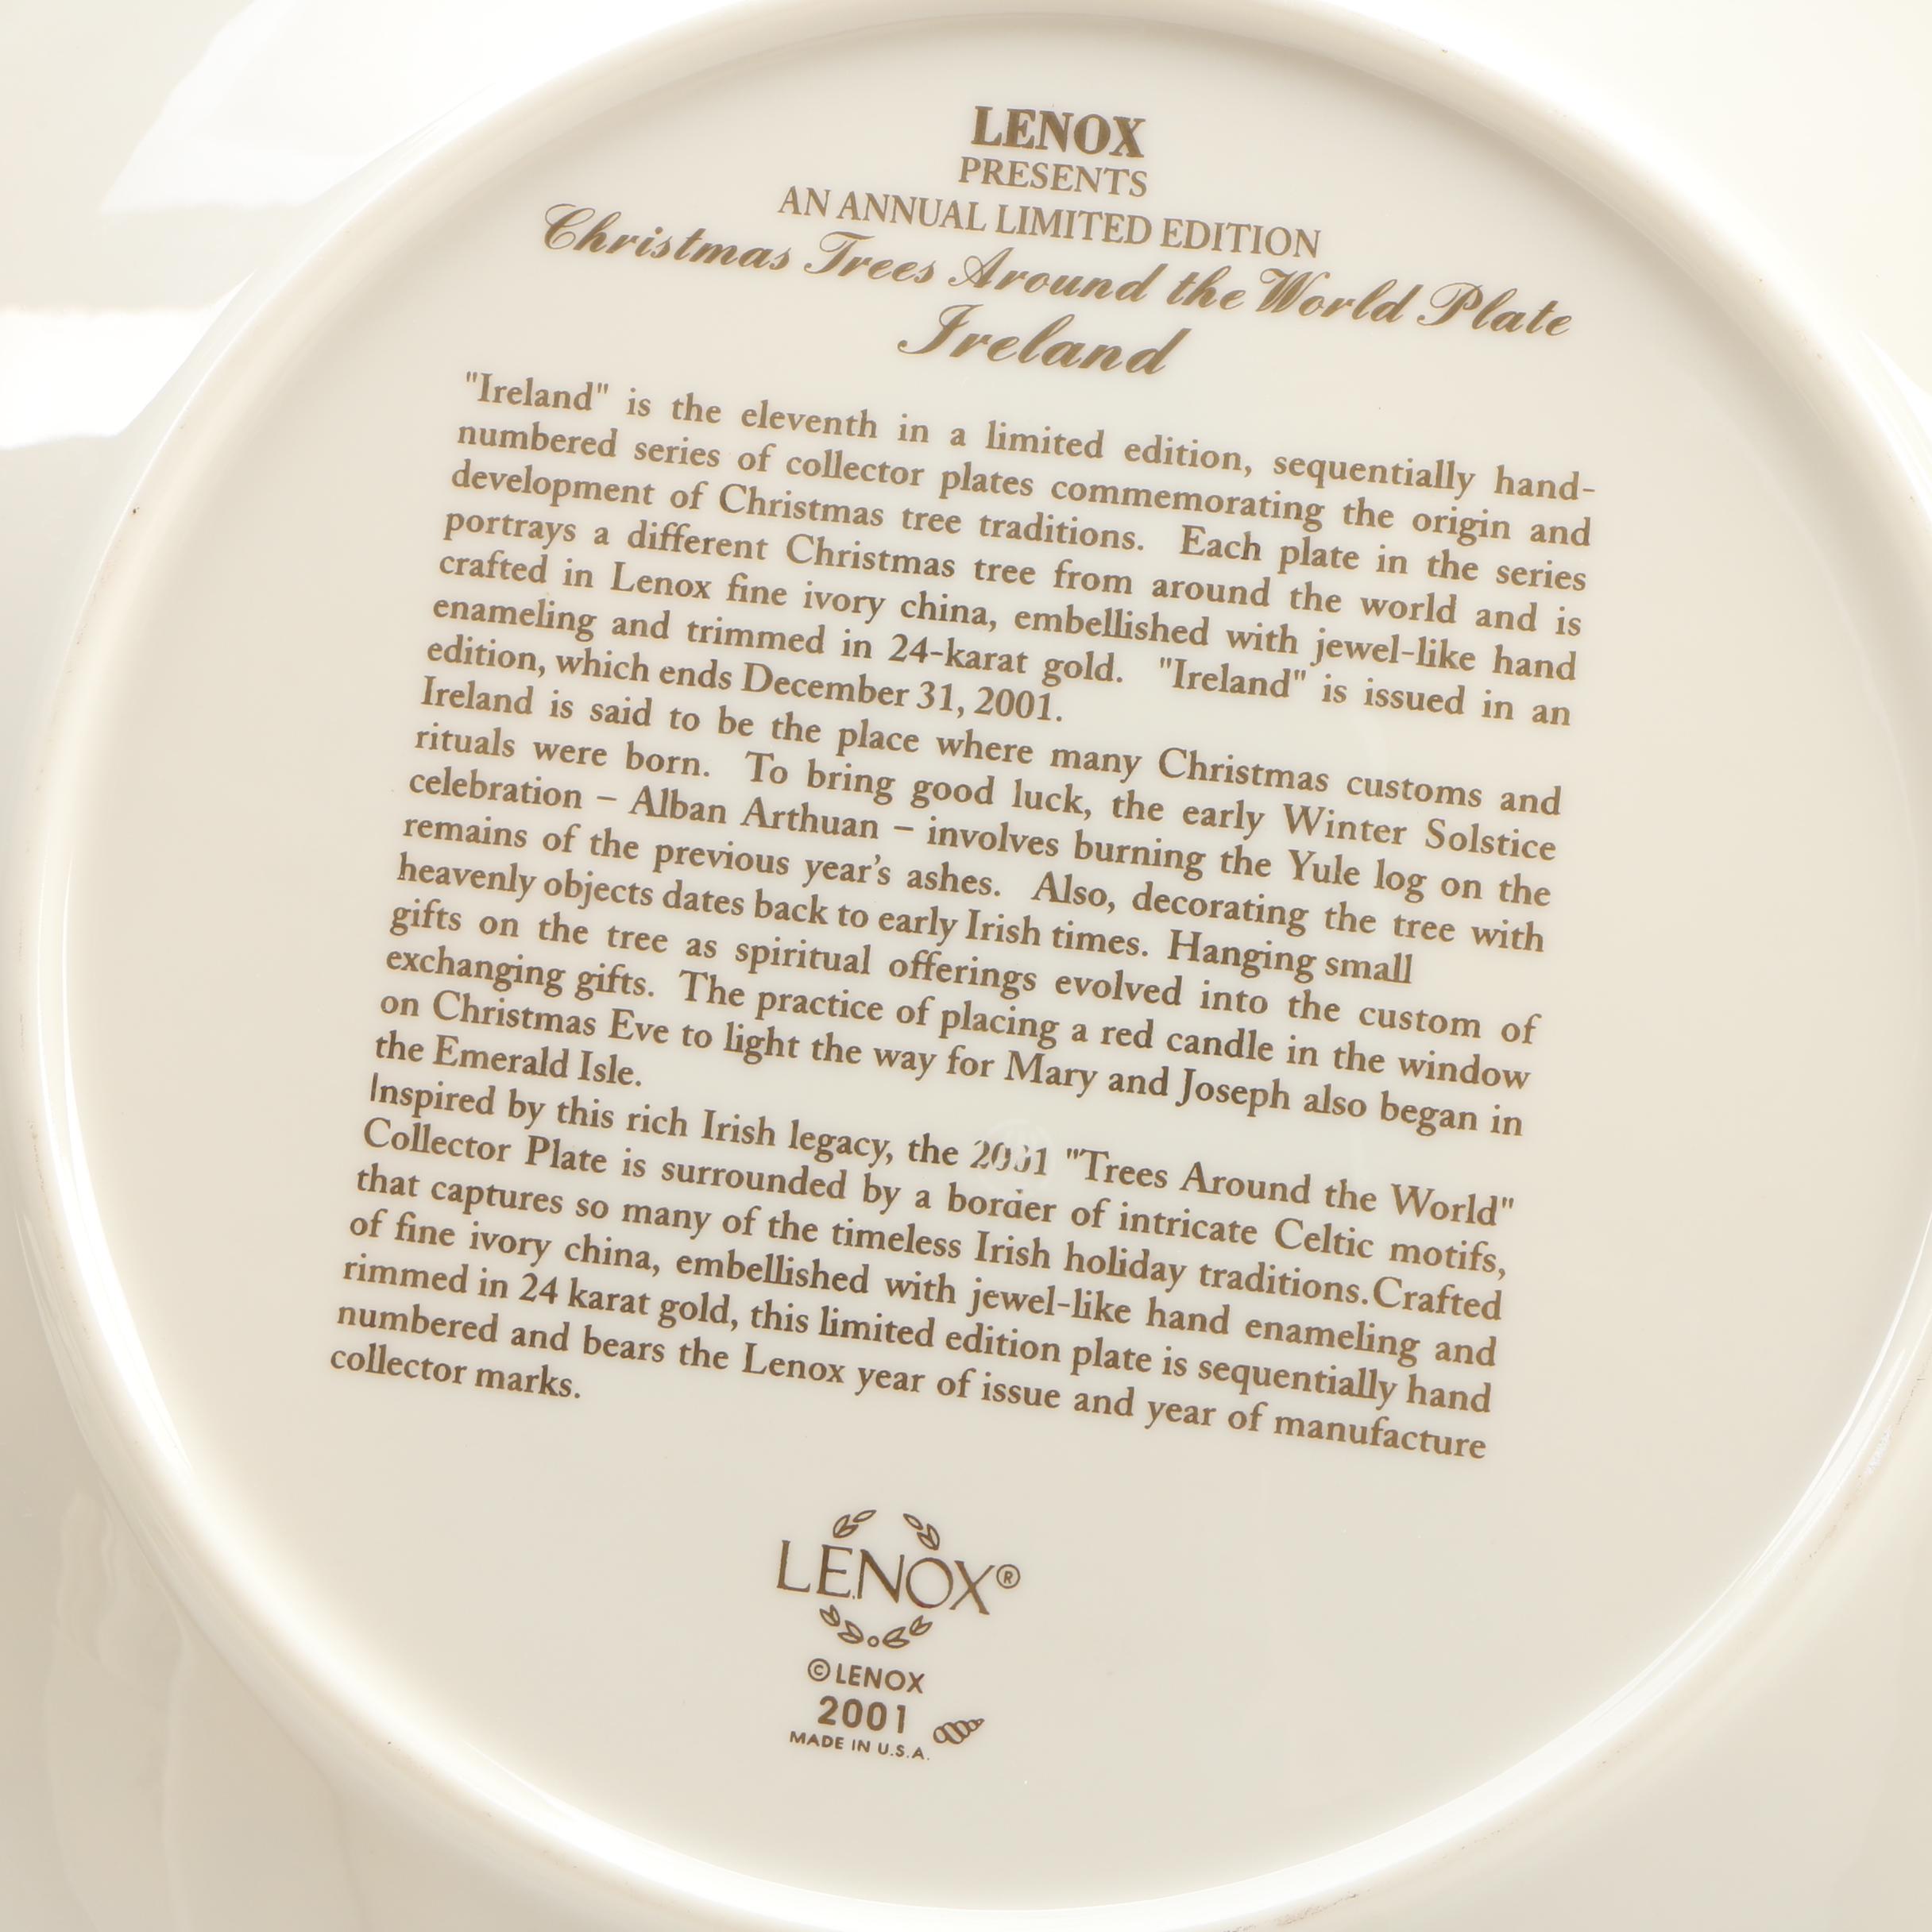 LENOX
PRESENTS
AN ANNUAL LIMITED EDITION
Christmas Trees Around the World Plate
Ireland
"Ireland" is the eleventh in a limited edition, sequentially hand-
numbered series of collector plates commemorating the origin and
development of Christmas tree traditions. Each plate in the series
portrays a different Christmas tree from around the world and is
crafted in Lenox fine ivory china, embellished with jewel-like hand
enameling and trimmed in 24-karat gold. "Ireland" is issued in an
edition, which ends December 31, 2001.
Ireland is said to be the place where many Christmas customs and
rituals were born. To bring good luck, the early Winter Solstice
celebration – Alban Arthuan – involves burning the Yule log on the
remains of the previous year's ashes. Also, decorating the tree with
heavenly objects dates back to early Irish times. Hanging small
gifts on the tree as spiritual offerings evolved into the custom of
exchanging gifts. The practice of placing a red candle in the window
on Christmas Eve to light the way for Mary and Joseph also began in
the Emerald Isle.
Inspired by this rich Irish legacy, the 2001 "Trees Around the World"
Collector Plate is surrounded by a border of intricate Celtic motifs,
that captures so many of the timeless Irish holiday traditions.Crafted
of fine ivory china, embellished with jewel-like hand enameling and
rimmed in 24 karat gold, this limited edition plate is sequentially hand
numbered and bears the Lenox year of issue and year of manufacture
collector marks.
LENOX®
©LENOX
2001
MADE IN U.S.A.